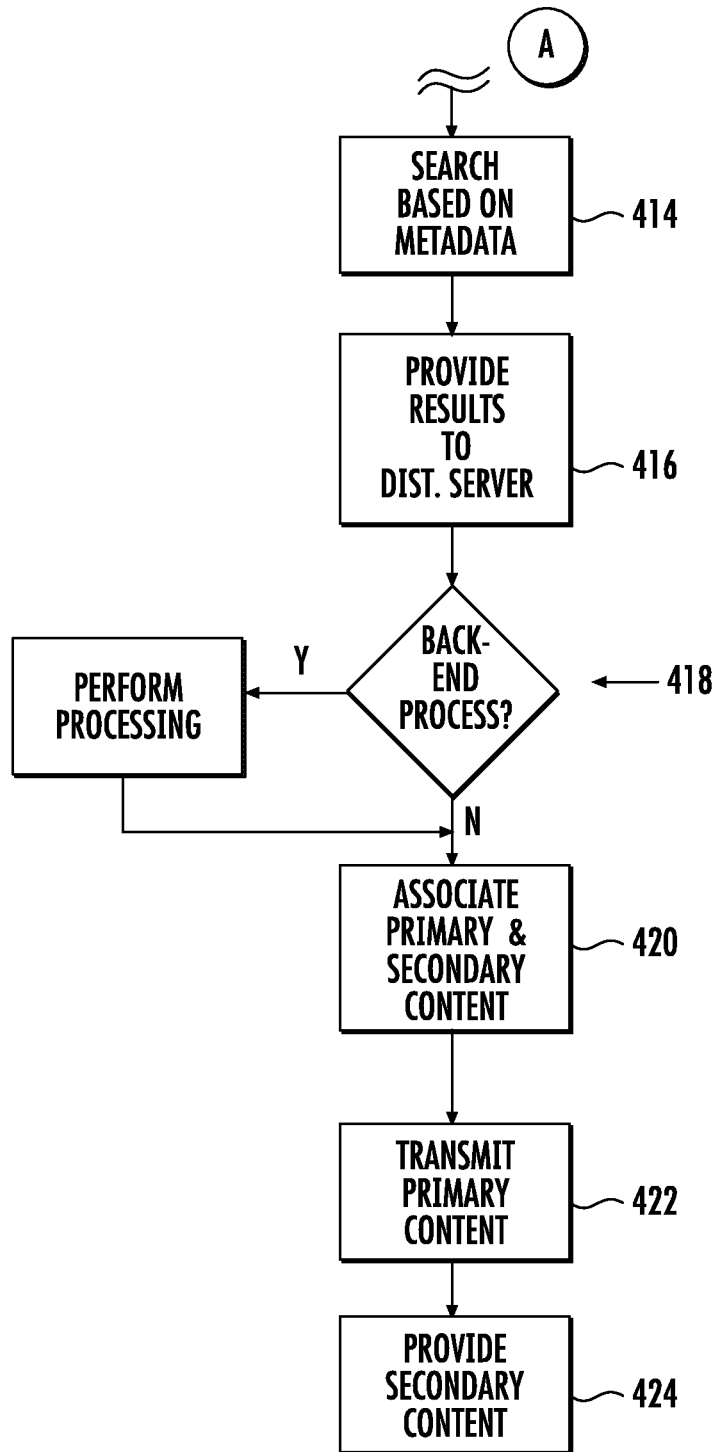 A
SEARCH
BASED ON
METADATA
414
PROVIDE
RESULTS
TO
DIST. SERVER
416
BACK-
END
PROCESS?
418
Y
PERFORM
PROCESSING
N
ASSOCIATE
PRIMARY &
SECONDARY
CONTENT
420
TRANSMIT
PRIMARY
CONTENT
422
PROVIDE
SECONDARY
CONTENT
424